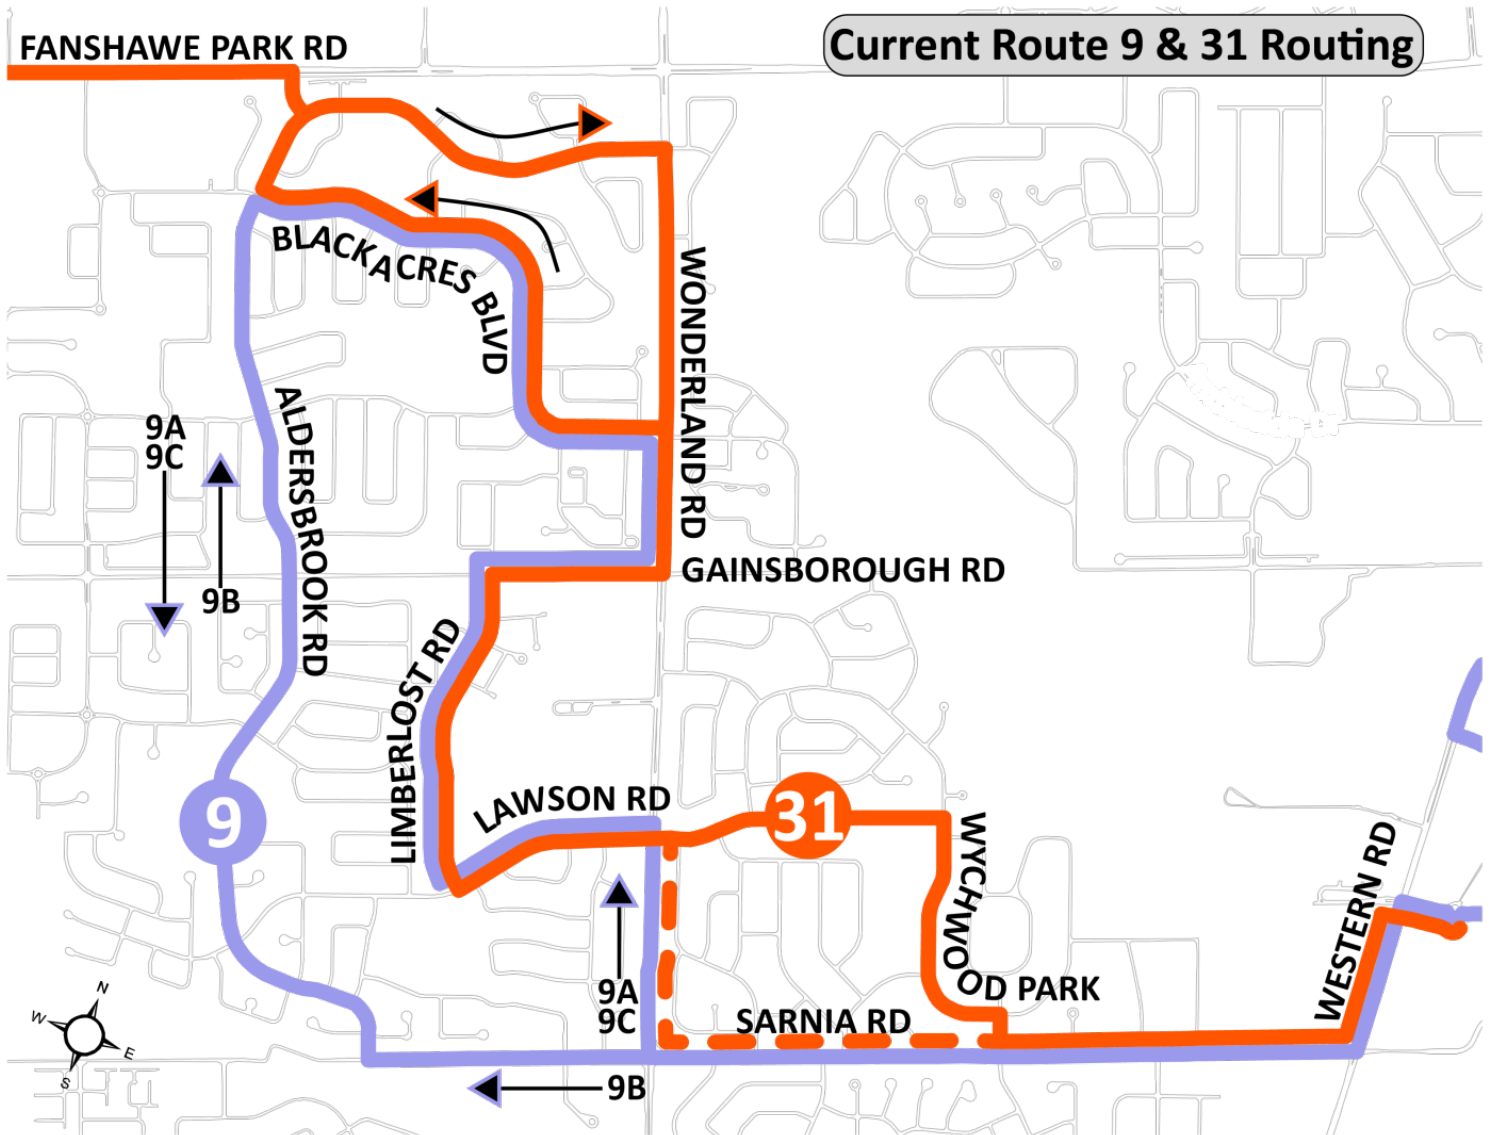 FANSHAWE PARK RD
Current Route 9 & 31 Routing
BLACKACRES BLVD
WONDERLAND RD
ALDERSBROOK RD
9A
9C
9B
GAINSBOROUGH RD
LIMBERLOST RD
LAWSON RD
9
31
WYCHWOOD PARK
WESTERN RD
9A
9C
SARNIA RD
9B
N
W
E
S